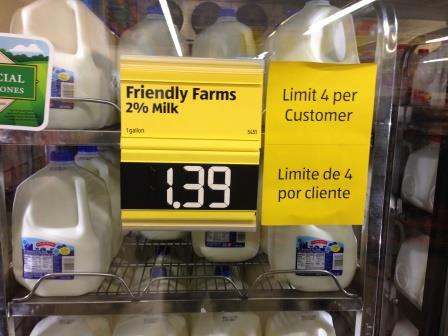 CIAL
ONES
Friendly Farms
2% Milk
1 gallon 5451
1.39
Limit 4 per
Customer
Limite de 4
por cliente